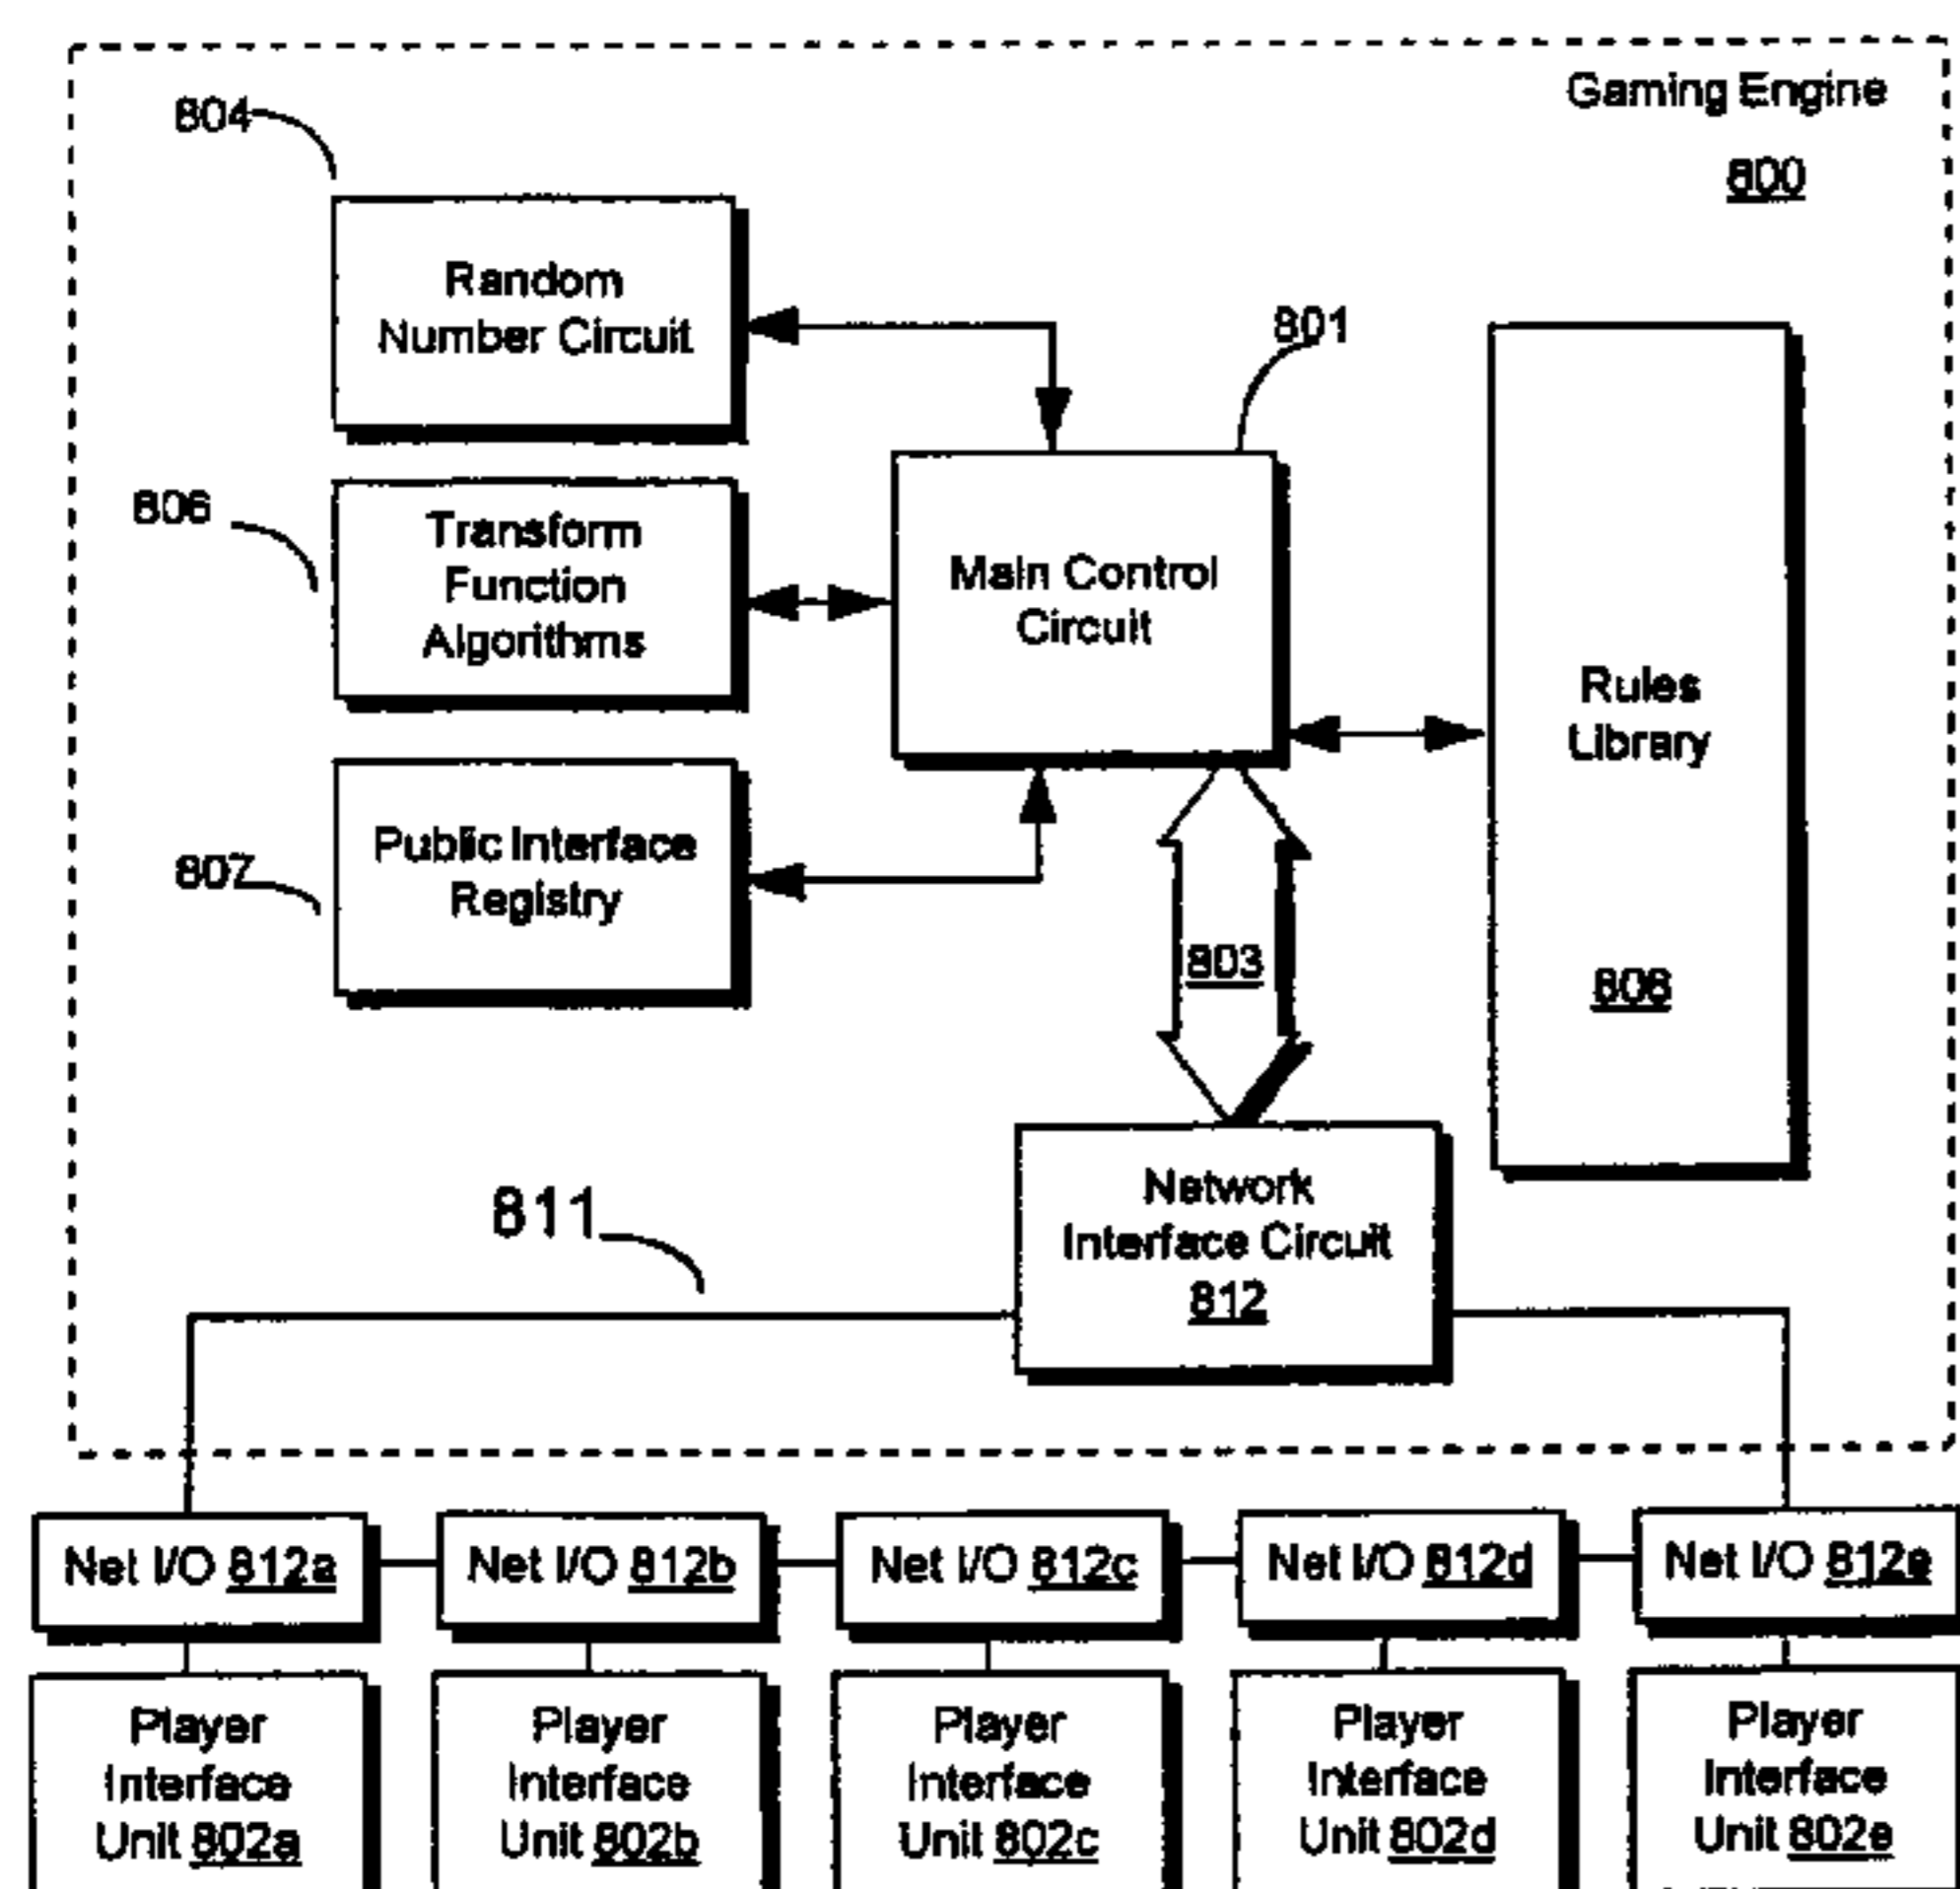 Gaming Engine
800
804
Random
Number Circuit
801
806
Transform
Function
Algorithms
Main Control
Circuit
Rules
Library
808
807
Public Interface
Registry
803
811
Network
Interface Circuit
812
Net I/O 812a
Net I/O 812b
Net I/O 812c
Net I/O 812d
Net I/O 812e
Player
Interface
Unit 802a
Player
Interface
Unit 802b
Player
Interface
Unit 802c
Player
Interface
Unit 802d
Player
Interface
Unit 802e